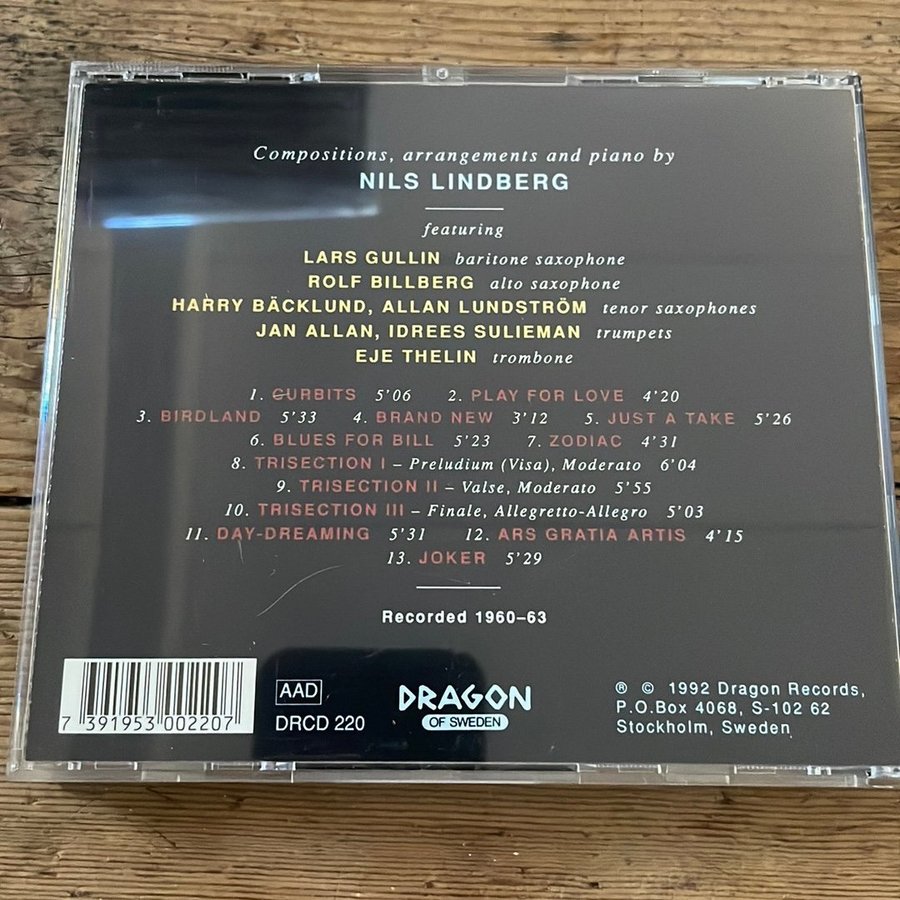 Compositions, arrangements and piano by
NILS LINDBERG
featuring
LARS GULLIN baritone saxophone
ROLF BILLBERG alto saxophone
HARRY BÄCKLUND, ALLAN LUNDSTRÖM tenor saxophones
JAN ALLAN, IDREES SULIEMAN trumpets
EJE THELIN trombone
1. CURBITS 5'06 2. PLAY FOR LOVE 4'20
3. BIRDLAND 5'33 4. BRAND NEW 3'12 5. JUST A TAKE 5'26
6. BLUES FOR BILL 5'23 7. ZODIAC 4'31
8. TRISECTION I – Preludium (Visa), Moderato 6'04
9. TRISECTION II – Valse, Moderato 5'55
10. TRISECTION III – Finale, Allegretto-Allegro 5'03
11. DAY-DREAMING 5'31 12. ARS GRATIA ARTIS 4'15
13. JOKER 5'29
Recorded 1960–63
7 391953 002207
AAD
DRCD 220
DRAGON
OF SWEDEN
® © 1992 Dragon Records,
P.O.Box 4068, S-102 62
Stockholm, Sweden